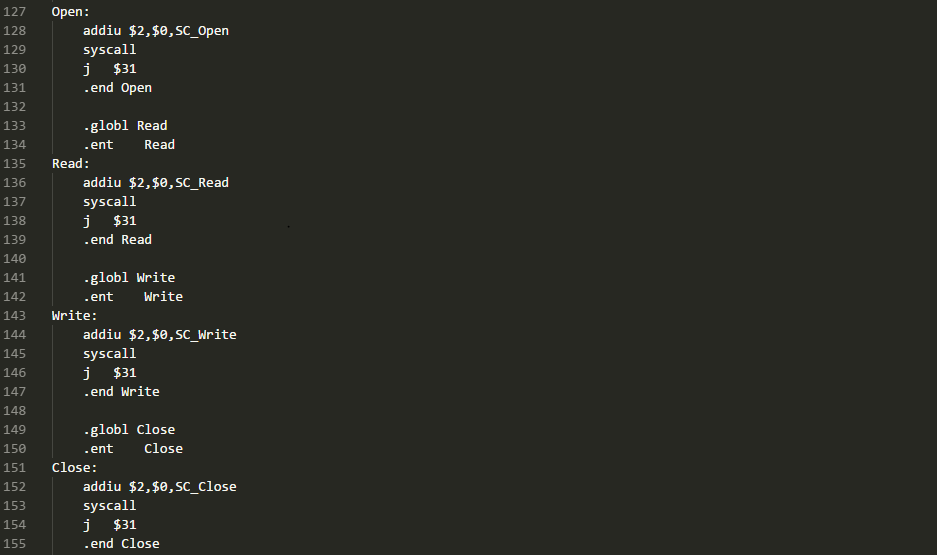 127 Open:
128 addiu $2,$0,SC_Open
129 syscall
130 j $31
131 .end Open
132
133 .globl Read
134 .ent Read
135 Read:
136 addiu $2,$0,SC_Read
137 syscall
138 j $31
139 .end Read
140
141 .globl Write
142 .ent Write
143 Write:
144 addiu $2,$0,SC_Write
145 syscall
146 j $31
147 .end Write
148
149 .globl Close
150 .ent Close
151 Close:
152 addiu $2,$0,SC_Close
153 syscall
154 j $31
155 .end Close